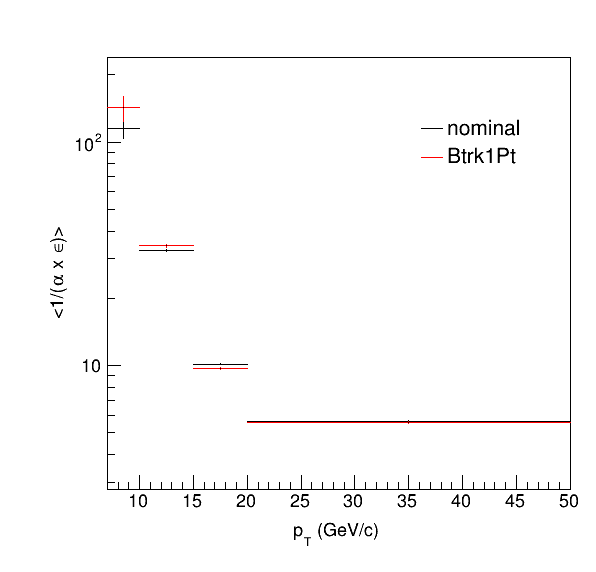 nominal
Btrk1Pt
<1/(α x ϵ)>
10²
10
10 15 20 25 30 35 40 45 50
p_T (GeV/c)